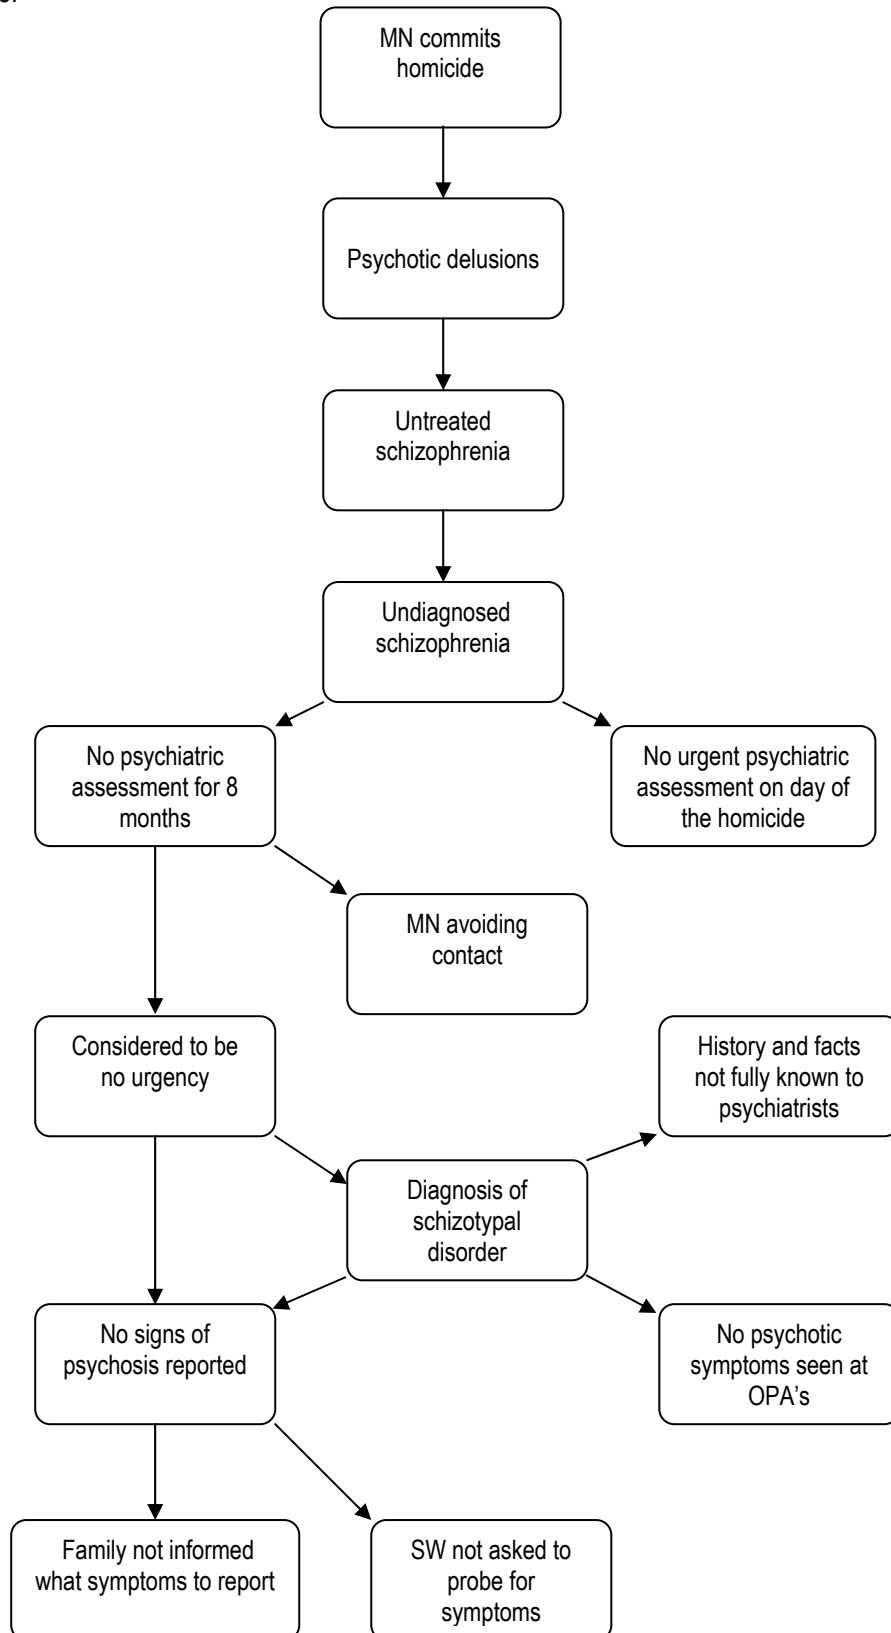 MN commits
homicide
Psychotic delusions
Untreated
schizophrenia
Undiagnosed
schizophrenia
No psychiatric
assessment for 8
months
No urgent psychiatric
assessment on day of
the homicide
MN avoiding
contact
Considered to be
no urgency
History and facts
not fully known to
psychiatrists
Diagnosis of
schizotypal
disorder
No signs of
psychosis reported
No psychotic
symptoms seen at
OPA's
Family not informed
what symptoms to report
SW not asked to
probe for
symptoms